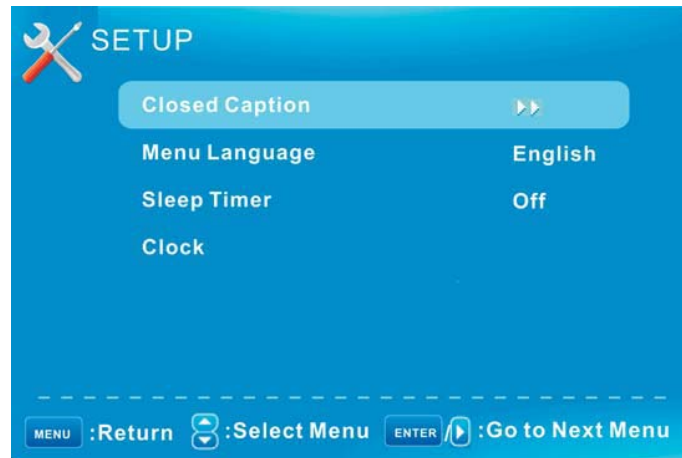 SETUP
Closed Caption
Menu Language English
Sleep Timer Off
Clock
MENU :Return :Select Menu ENTER / :Go to Next Menu